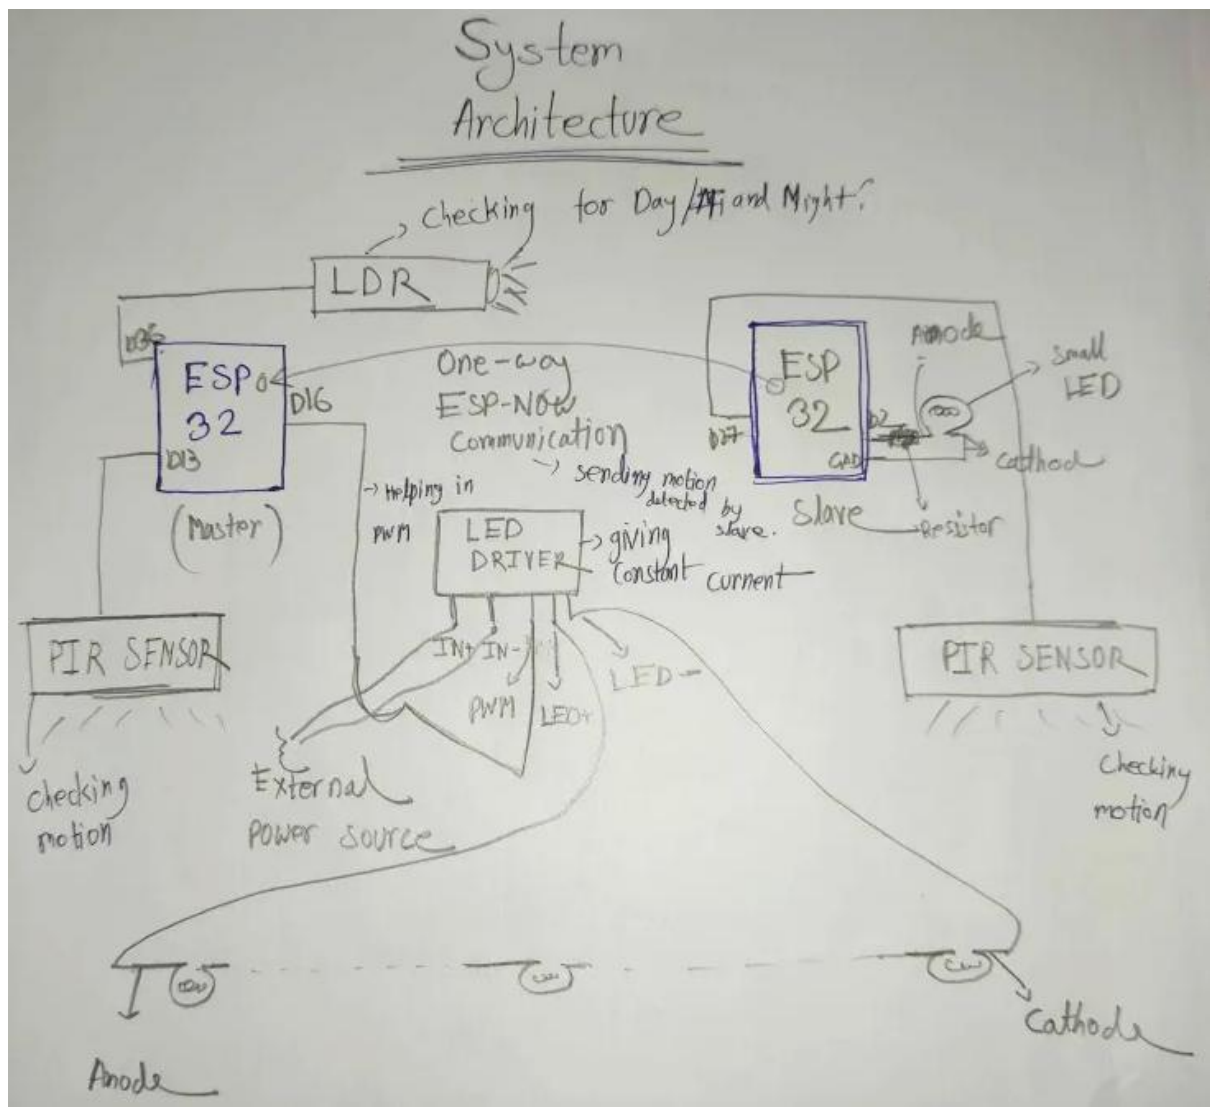 System
Architecture
Checking for Day/ and Night.
LDR
ESP
32
D16
D13
(Master)
One-way
ESP-NOW
Communication
sending motion
detected by
slave.
ESP
32
D27
D2
GND
Slave
Anode
small
LED
Cathod
Resistor
Helping in
PWM
LED
DRIVER
giving
Constant current
IN+ IN-
PWM
LED+
LED-
External
Power source
PIR SENSOR
Checking
motion
PIR SENSOR
Checking
motion
Anode
Cathode